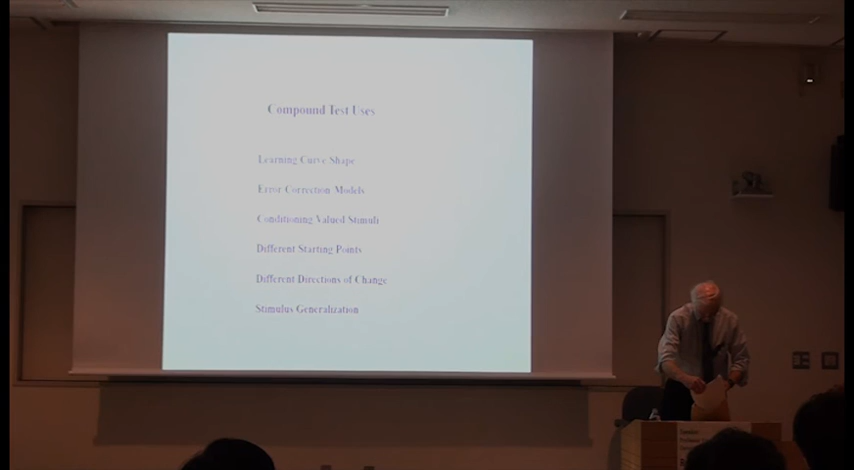 Compound Test Uses
Learning Curve Shape
Error Correction Models
Conditioning Valued Stimuli
Different Starting Points
Different Directions of Change
Stimulus Generalization